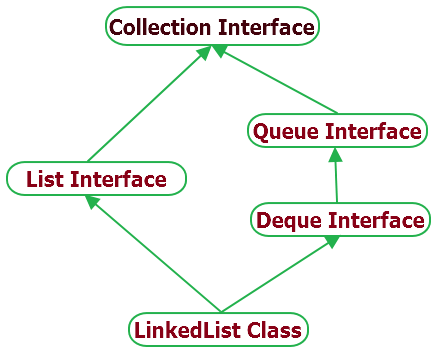 Collection Interface
Queue Interface
List Interface
Deque Interface
LinkedList Class